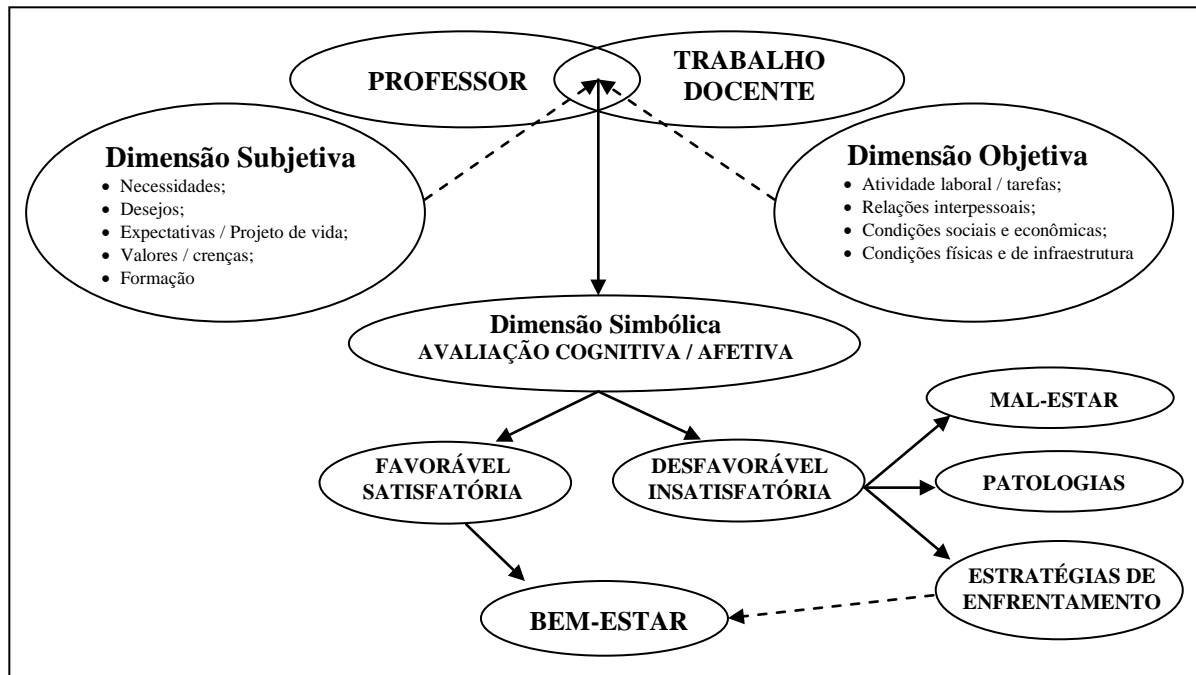 PROFESSOR
TRABALHO
DOCENTE
Dimensão Subjetiva
• Necessidades;
• Desejos;
• Expectativas / Projeto de vida;
• Valores / crenças;
• Formação
Dimensão Objetiva
• Atividade laboral / tarefas;
• Relações interpessoais;
• Condições sociais e econômicas;
• Condições físicas e de infraestrutura
Dimensão Simbólica
AVALIAÇÃO COGNITIVA / AFETIVA
FAVORÁVEL
SATISFATÓRIA
DESFAVORÁVEL
INSATISFATÓRIA
MAL-ESTAR
PATOLOGIAS
ESTRATÉGIAS DE
ENFRENTAMENTO
BEM-ESTAR